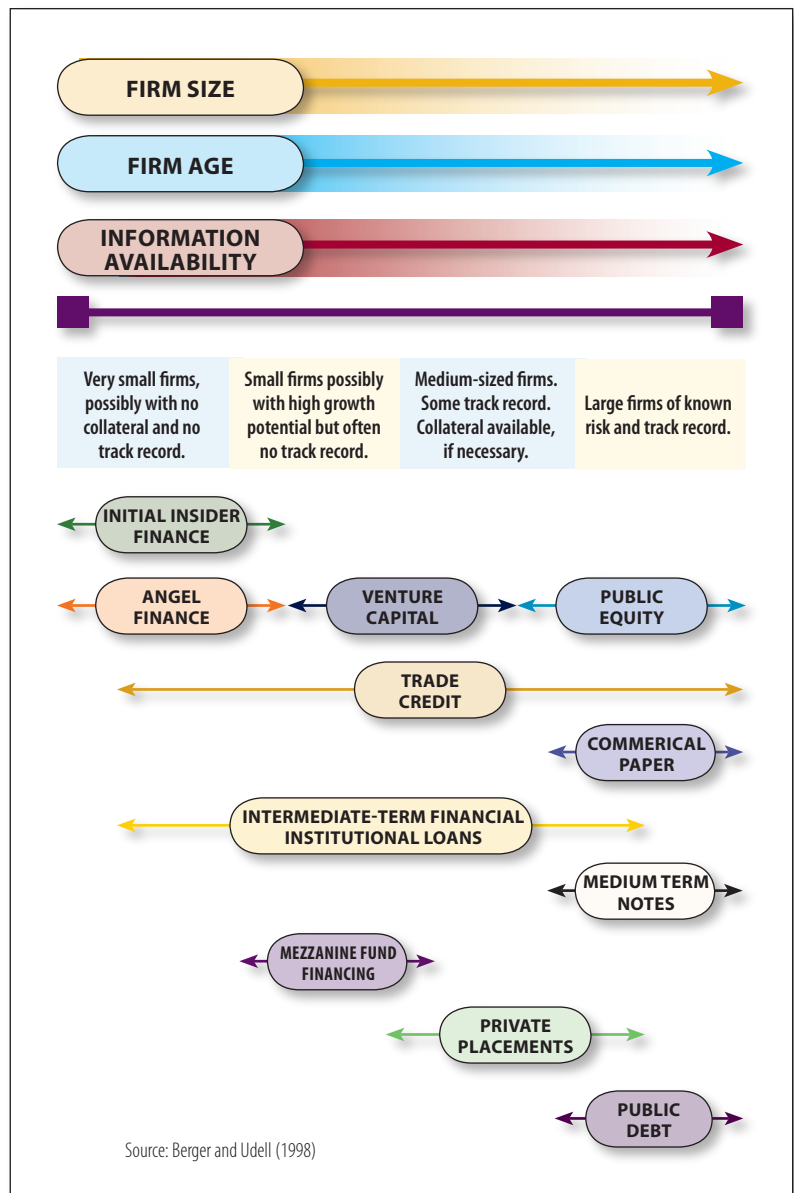 FIRM SIZE
FIRM AGE
INFORMATION
AVAILABILITY
Very small firms,
possibly with no
collateral and no
track record.
Small firms possibly
with high growth
potential but often
no track record.
Medium-sized firms.
Some track record.
Collateral available,
if necessary.
Large firms of known
risk and track record.
INITIAL INSIDER
FINANCE
ANGEL
FINANCE
VENTURE
CAPITAL
PUBLIC
EQUITY
TRADE
CREDIT
COMMERICAL
PAPER
INTERMEDIATE-TERM FINANCIAL
INSTITUTIONAL LOANS
MEDIUM TERM
NOTES
MEZZANINE FUND
FINANCING
PRIVATE
PLACEMENTS
PUBLIC
DEBT
Source: Berger and Udell (1998)